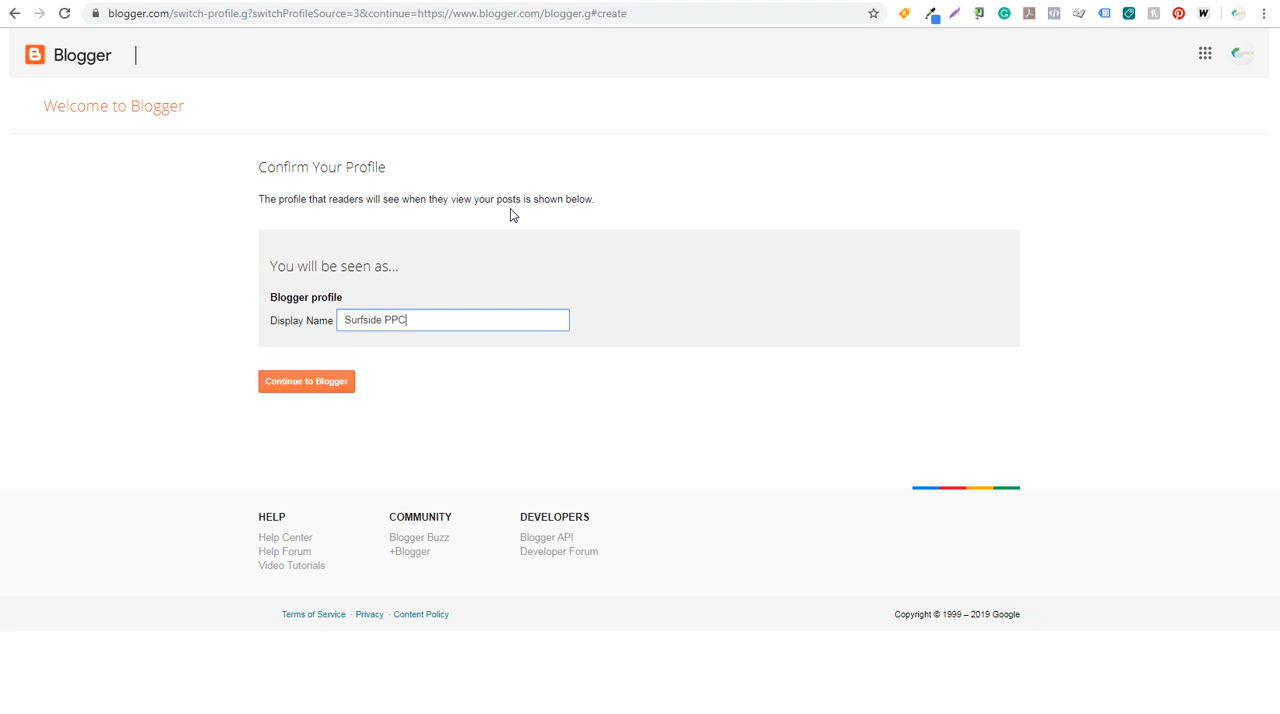 blogger.com/switch-profile.g?switchProfileSource=3&continue=https://www.blogger.com/blogger.g#create
Blogger
Welcome to Blogger
Confirm Your Profile
The profile that readers will see when they view your posts is shown below.
You will be seen as...
Blogger profile
Display Name Surfside PPC
Continue to Blogger
HELP COMMUNITY DEVELOPERS
Help Center Blogger Buzz Blogger API
Help Forum +Blogger Developer Forum
Video Tutorials
Terms of Service · Privacy · Content Policy Copyright © 1999 – 2019 Google